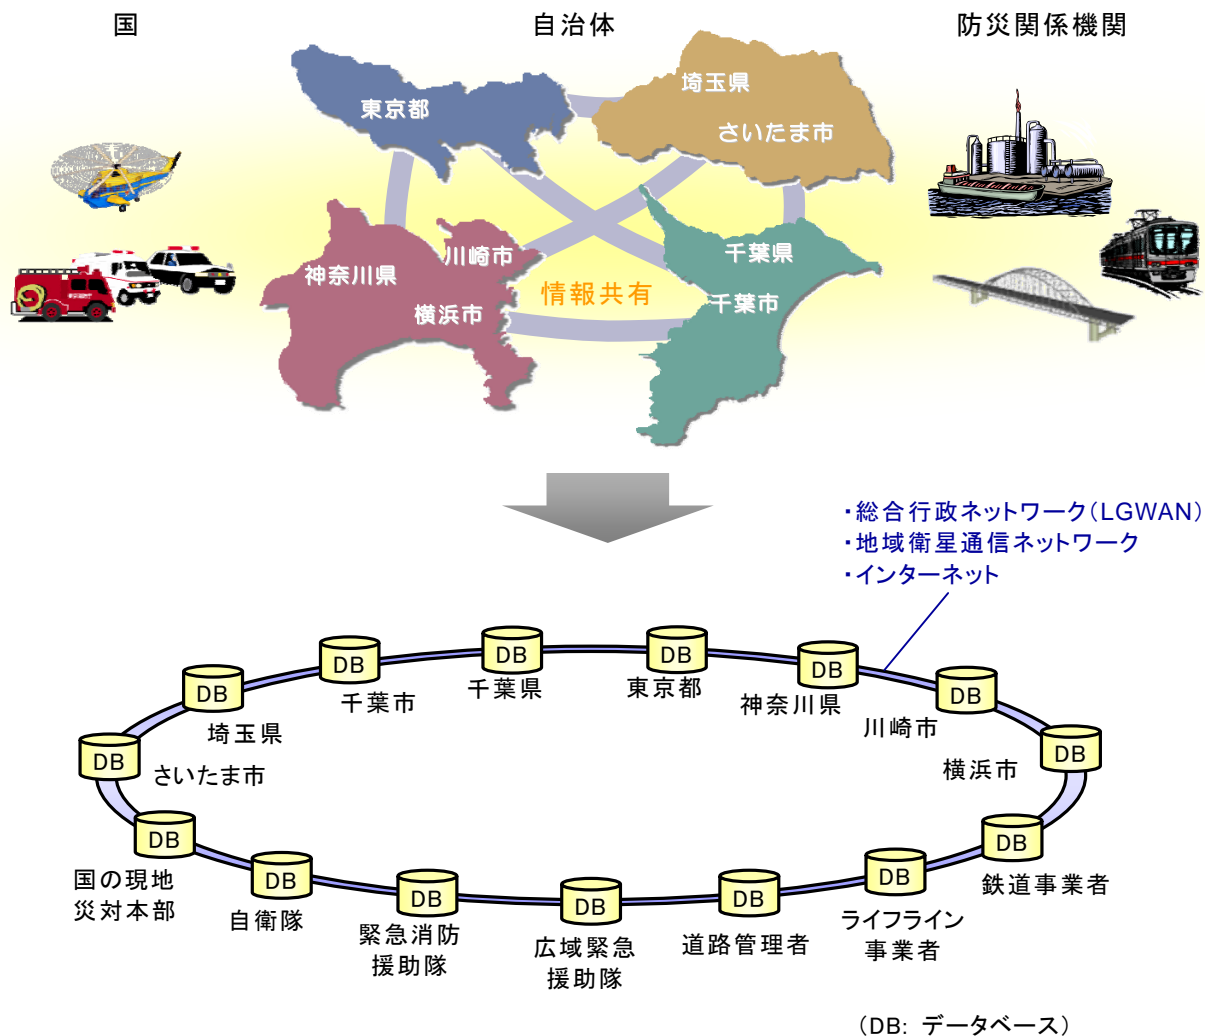 国
自治体
防災関係機関
東京都
埼玉県
さいたま市
神奈川県
川崎市
横浜市
千葉県
千葉市
情報共有
・総合行政ネットワーク(LGWAN)
・地域衛星通信ネットワーク
・インターネット
DB
千葉市
DB
千葉県
DB
東京都
DB
神奈川県
DB
埼玉県
DB
川崎市
DB
さいたま市
DB
横浜市
DB
国の現地
災対本部
DB
自衛隊
DB
緊急消防
援助隊
DB
広域緊急
援助隊
DB
道路管理者
DB
ライフライン
事業者
DB
鉄道事業者
(DB: データベース)